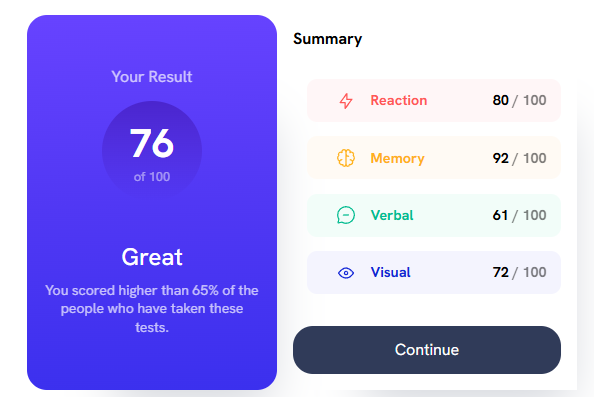 Your Result
76
of 100
Great
You scored higher than 65% of the
people who have taken these
tests.
Summary
Reaction 80 / 100
Memory 92 / 100
Verbal 61 / 100
Visual 72 / 100
Continue